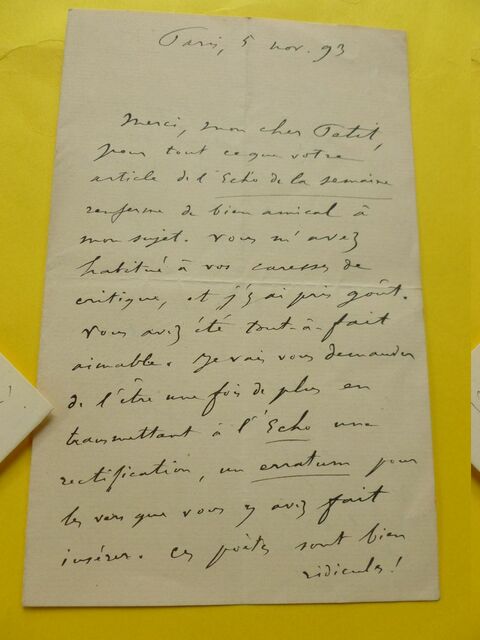 Paris, 5 nov. 93
Merci, mon cher Petit,
pour tout ce que votre
article de l'Echo de la semaine
renferme de bien amical à
mon sujet. Vous m'avez
habitué à vos caresses de
critique, et j'y ai pris goût.
Vous avez été tout-à-fait
aimable. Je vais vous demander
de l'être une fois de plus en
transmettant à l'Echo une
rectification, un erratum pour
les vers que vous y avez fait
insérer. Ces poètes sont bien
ridicules !